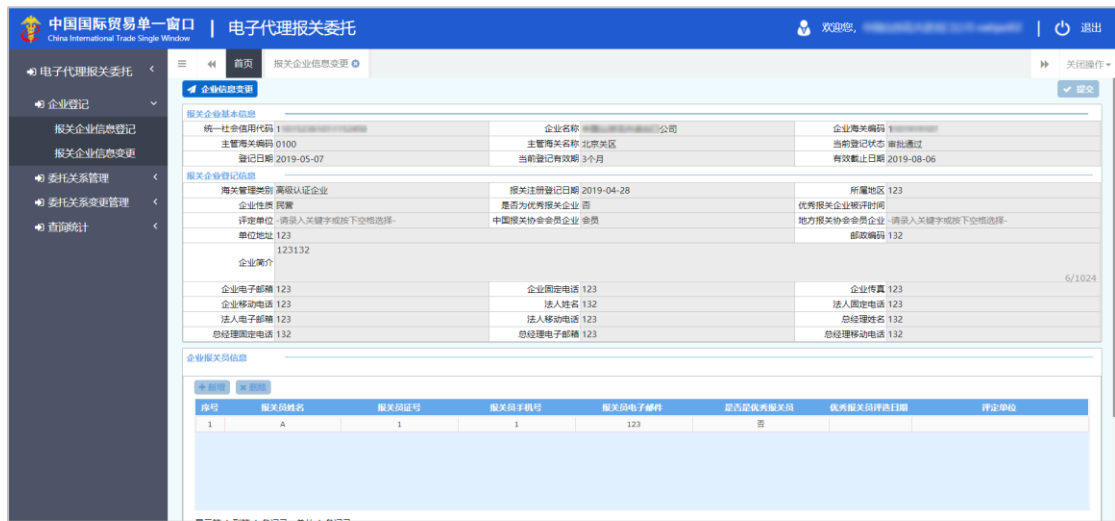 中国国际贸易单一窗口 | 电子代理报关委托 欢迎您, | 退出
China International Trade Single Window
电子代理报关委托 首页 报关企业信息变更 关闭操作
企业信息变更 提交
企业登记
报关企业信息登记
报关企业信息变更
委托关系管理
委托关系变更管理
查询统计
报关企业基本信息
统一社会信用代码 1 企业名称 公司 企业海关编码 1
主管海关编码 0100 主管海关名称 北京关区 当前登记状态 审批通过
登记日期 2019-05-07 当前登记有效期 3个月 有效截止日期 2019-08-06
报关企业登记信息
海关管理类别 高级认证企业 报关注册登记日期 2019-04-28 所属地区 123
企业性质 民营 是否为优秀报关企业 否 优秀报关企业被评时间
评定单位 -请录入关键字或按下空格选择- 中国报关协会会员企业 会员 地方报关协会会员企业 -请录入关键字或按下空格选择-
单位地址 123 邮政编码 132
企业简介 123132
6/1024
企业电子邮箱 123 企业固定电话 123 企业传真 123
企业移动电话 123 法人姓名 132 法人固定电话 123
法人电子邮箱 123 法人移动电话 123 总经理姓名 132
总经理固定电话 132 总经理电子邮箱 123 总经理移动电话 132
企业报关员信息
新增 删除
序号 报关员姓名 报关员证号 报关员手机号 报关员电子邮件 是否是优秀报关员 优秀报关员评选日期 评定单位
1 A 1 1 123 否